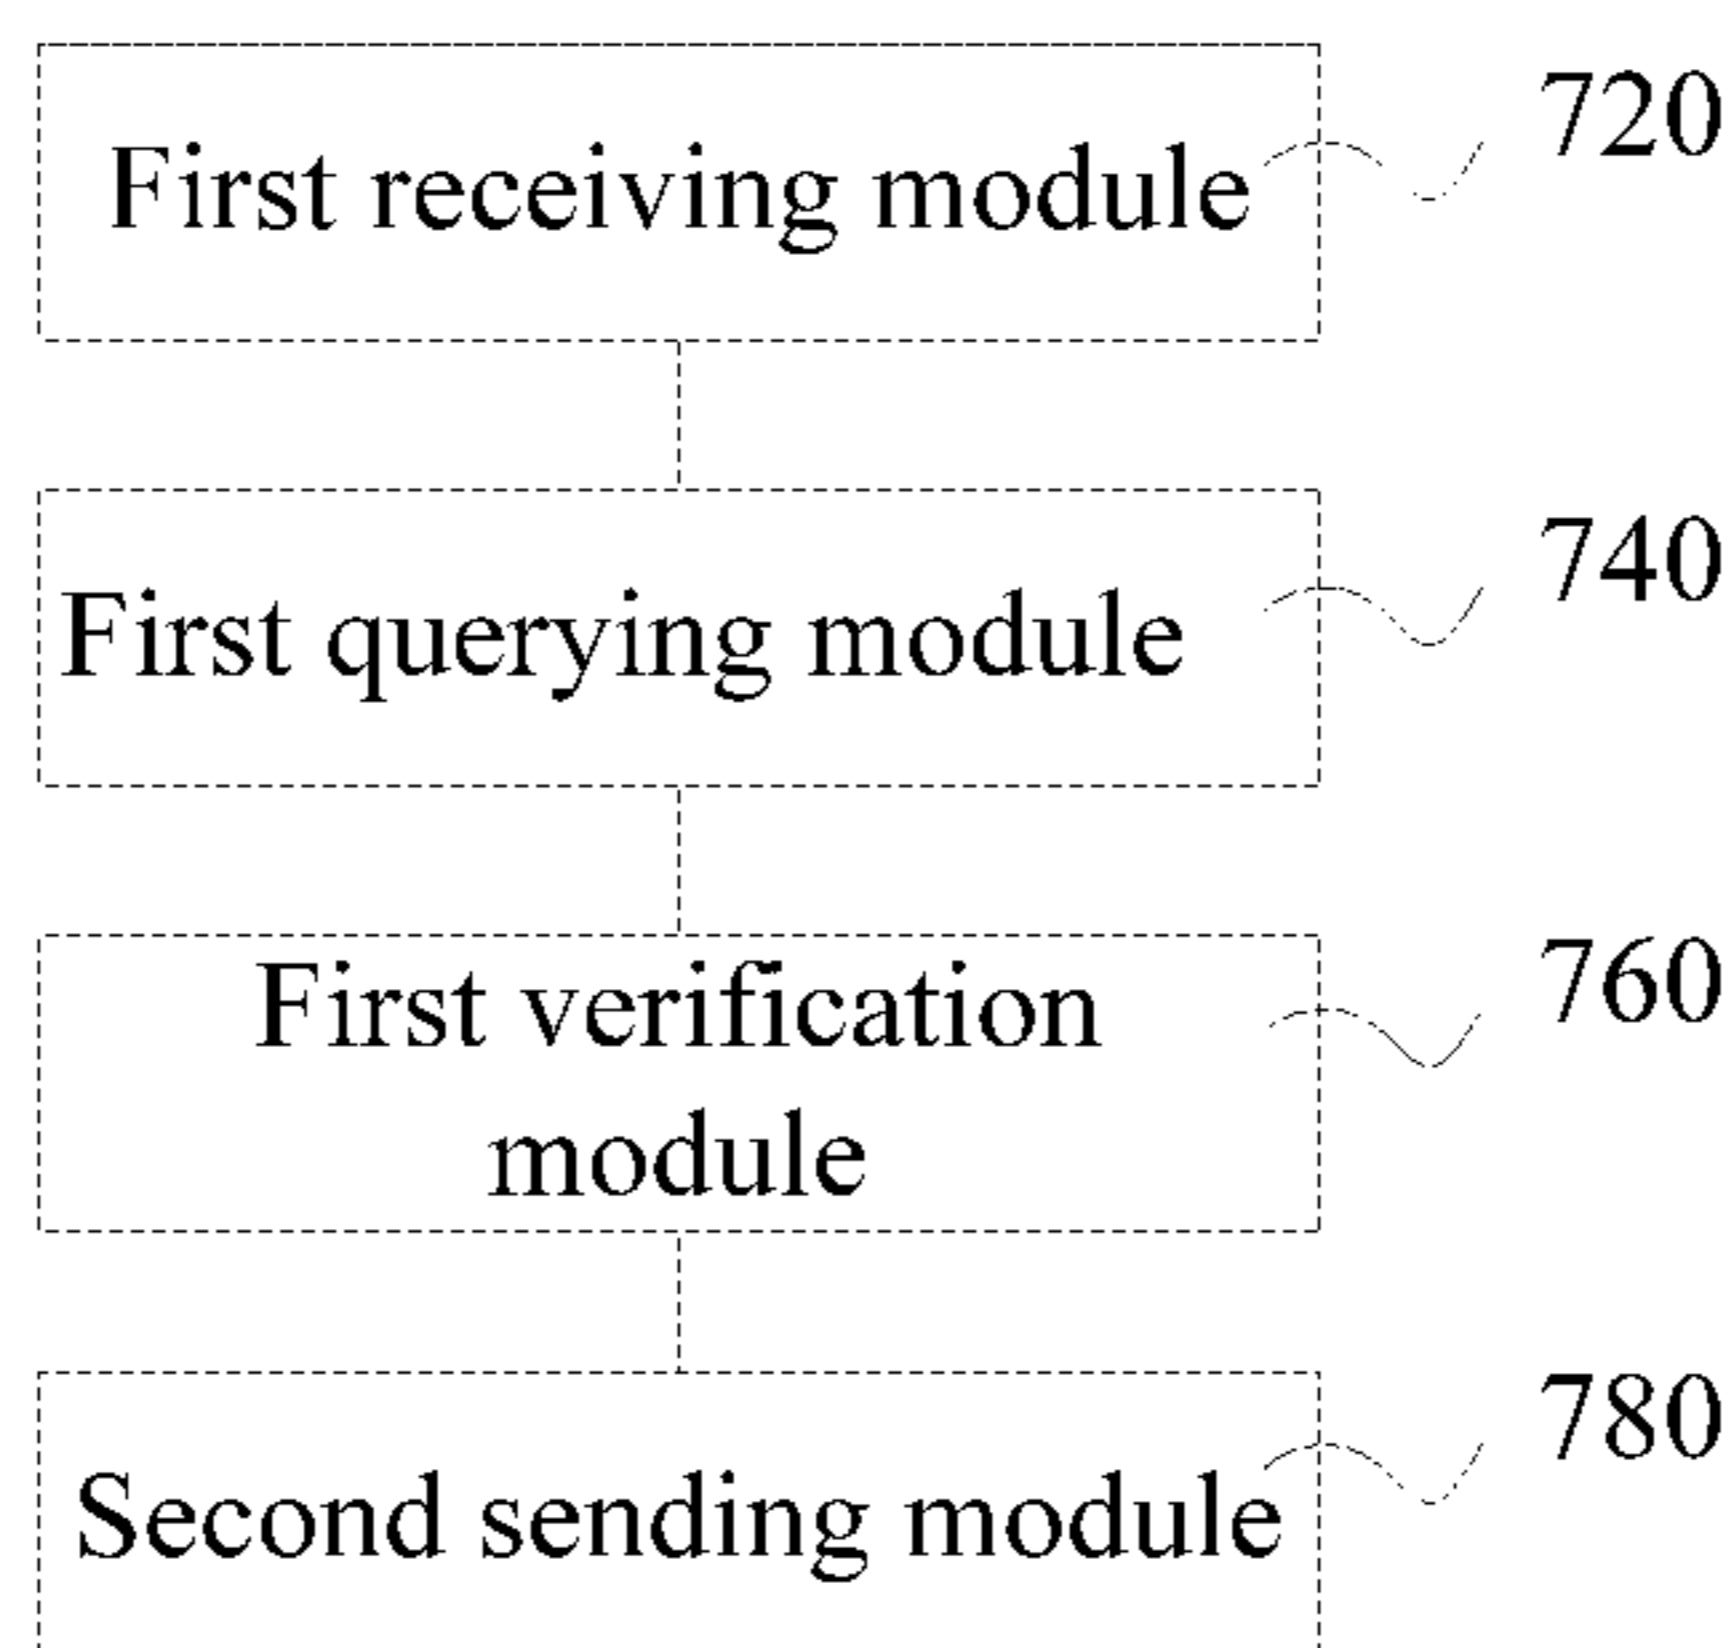 First receiving module
720
First querying module
740
First verification
module
760
Second sending module
780